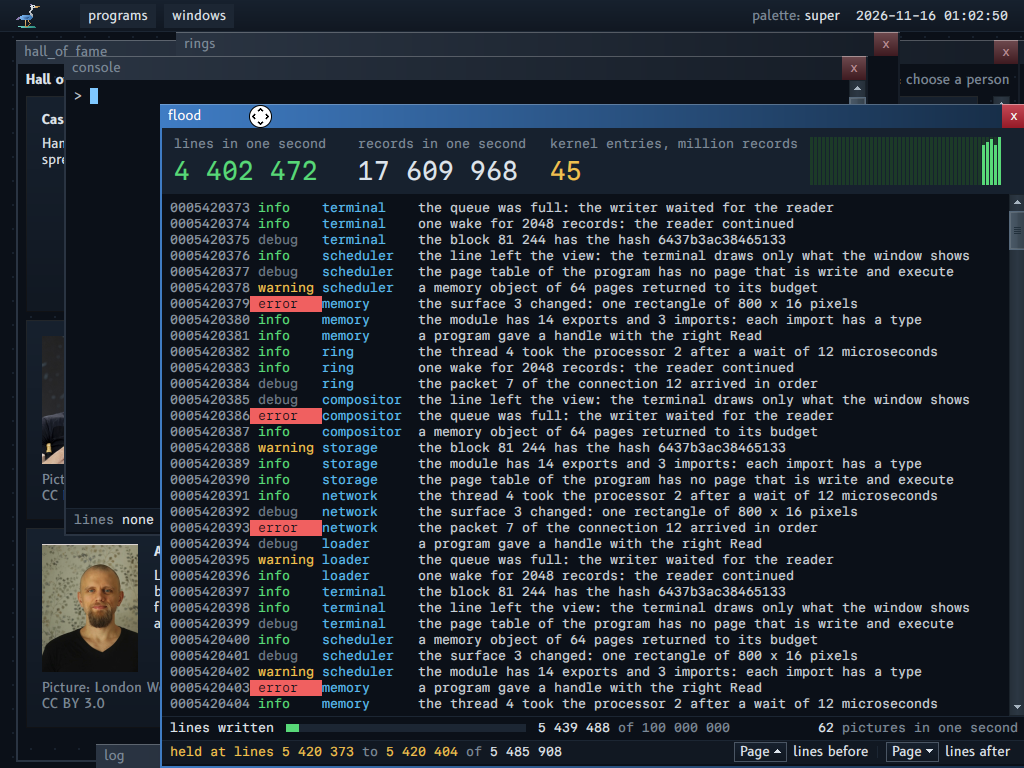 programs windows palette: super 2026-11-16 01:02:50
rings
hall_of_fame
console
Hall o
choose a person
>
Cas
Han
spre
flood
lines in one second records in one second kernel entries, million records
4 402 472 17 609 968 45
0005420373 info terminal the queue was full: the writer waited for the reader
0005420374 info terminal one wake for 2048 records: the reader continued
0005420375 debug terminal the block 81 244 has the hash 6437b3ac38465133
0005420376 info scheduler the line left the view: the terminal draws only what the window shows
0005420377 debug scheduler the page table of the program has no page that is write and execute
0005420378 warning scheduler a memory object of 64 pages returned to its budget
0005420379 error memory the surface 3 changed: one rectangle of 800 x 16 pixels
0005420380 info memory the module has 14 exports and 3 imports: each import has a type
0005420381 info memory a program gave a handle with the right Read
0005420382 info ring the thread 4 took the processor 2 after a wait of 12 microseconds
0005420383 info ring one wake for 2048 records: the reader continued
0005420384 debug ring the packet 7 of the connection 12 arrived in order
0005420385 debug compositor the line left the view: the terminal draws only what the window shows
0005420386 error compositor the queue was full: the writer waited for the reader
0005420387 info compositor a memory object of 64 pages returned to its budget
0005420388 warning storage the block 81 244 has the hash 6437b3ac38465133
0005420389 info storage the module has 14 exports and 3 imports: each import has a type
0005420390 info storage the page table of the program has no page that is write and execute
0005420391 info network the thread 4 took the processor 2 after a wait of 12 microseconds
0005420392 debug network the surface 3 changed: one rectangle of 800 x 16 pixels
0005420393 error network the packet 7 of the connection 12 arrived in order
0005420394 debug loader a program gave a handle with the right Read
0005420395 warning loader the queue was full: the writer waited for the reader
0005420396 info loader one wake for 2048 records: the reader continued
0005420397 info terminal the block 81 244 has the hash 6437b3ac38465133
0005420398 info terminal the line left the view: the terminal draws only what the window shows
0005420399 debug terminal the page table of the program has no page that is write and execute
0005420400 info scheduler a memory object of 64 pages returned to its budget
0005420401 debug scheduler the surface 3 changed: one rectangle of 800 x 16 pixels
0005420402 warning scheduler the module has 14 exports and 3 imports: each import has a type
0005420403 error memory a program gave a handle with the right Read
0005420404 info memory the thread 4 took the processor 2 after a wait of 12 microseconds
Pict
CC
lines none
Picture: London We
CC BY 3.0
log
lines written 5 439 488 of 100 000 000 62 pictures in one second
held at lines 5 420 373 to 5 420 404 of 5 485 908 Page lines before Page lines after